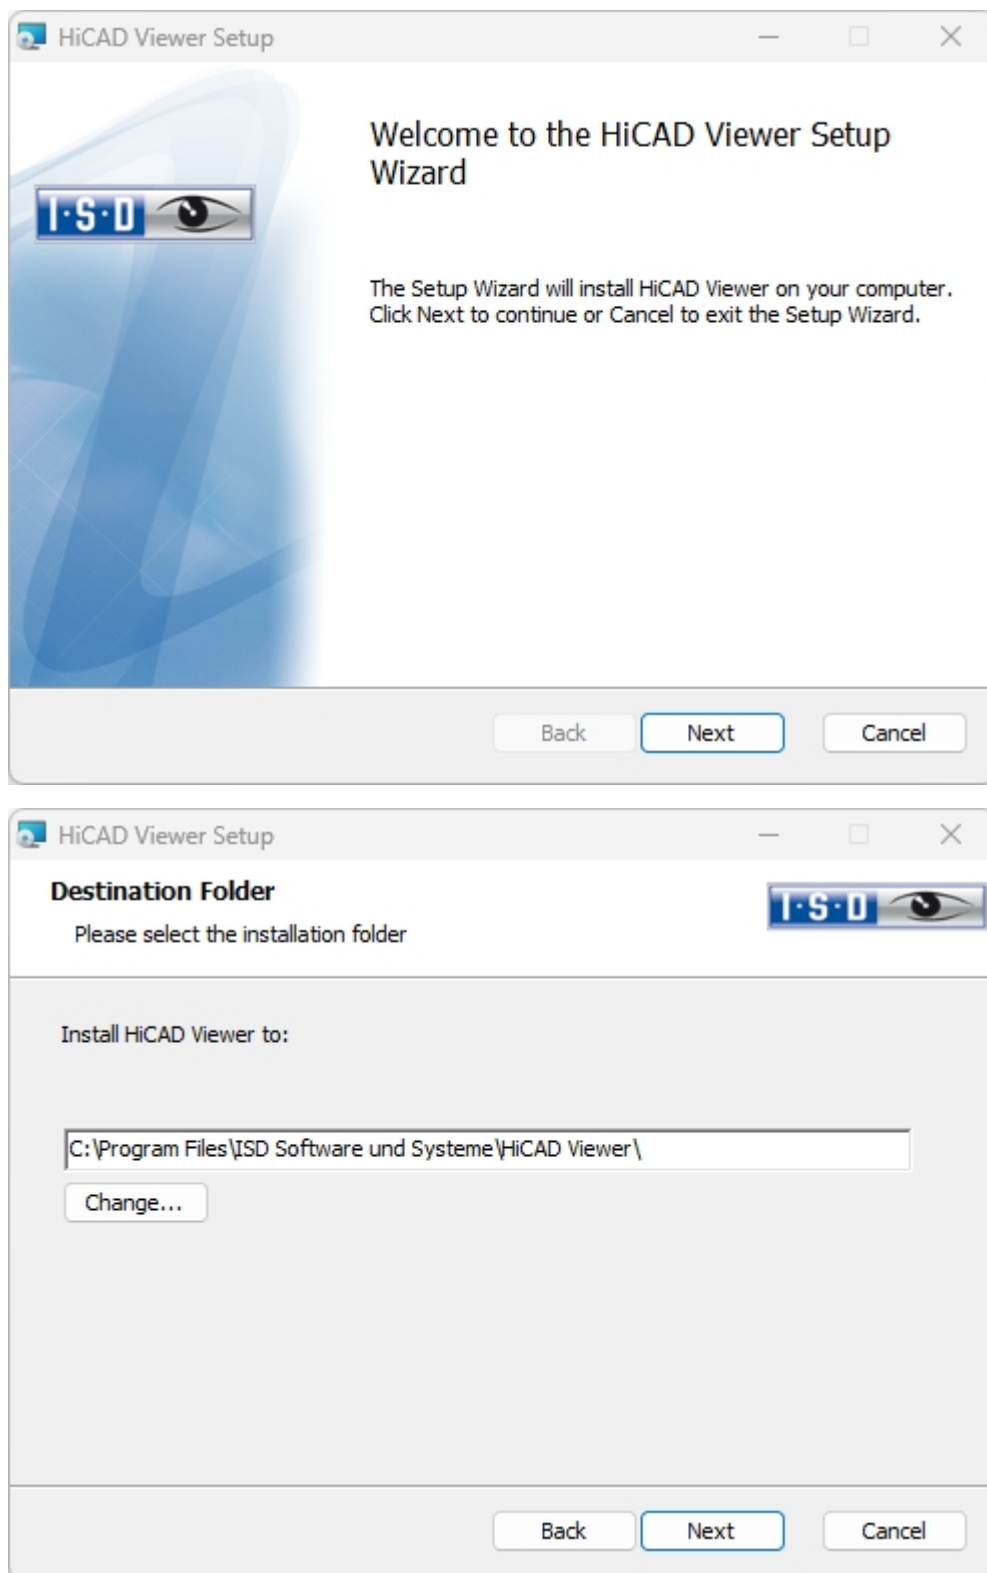 HiCAD Viewer Setup
Welcome to the HiCAD Viewer Setup
Wizard
I·S·D
The Setup Wizard will install HiCAD Viewer on your computer.
Click Next to continue or Cancel to exit the Setup Wizard.
Back Next Cancel
HiCAD Viewer Setup
Destination Folder
I·S·D
Please select the installation folder
Install HiCAD Viewer to:
C:\Program Files\ISD Software und Systeme\HiCAD Viewer\
Change...
Back Next Cancel